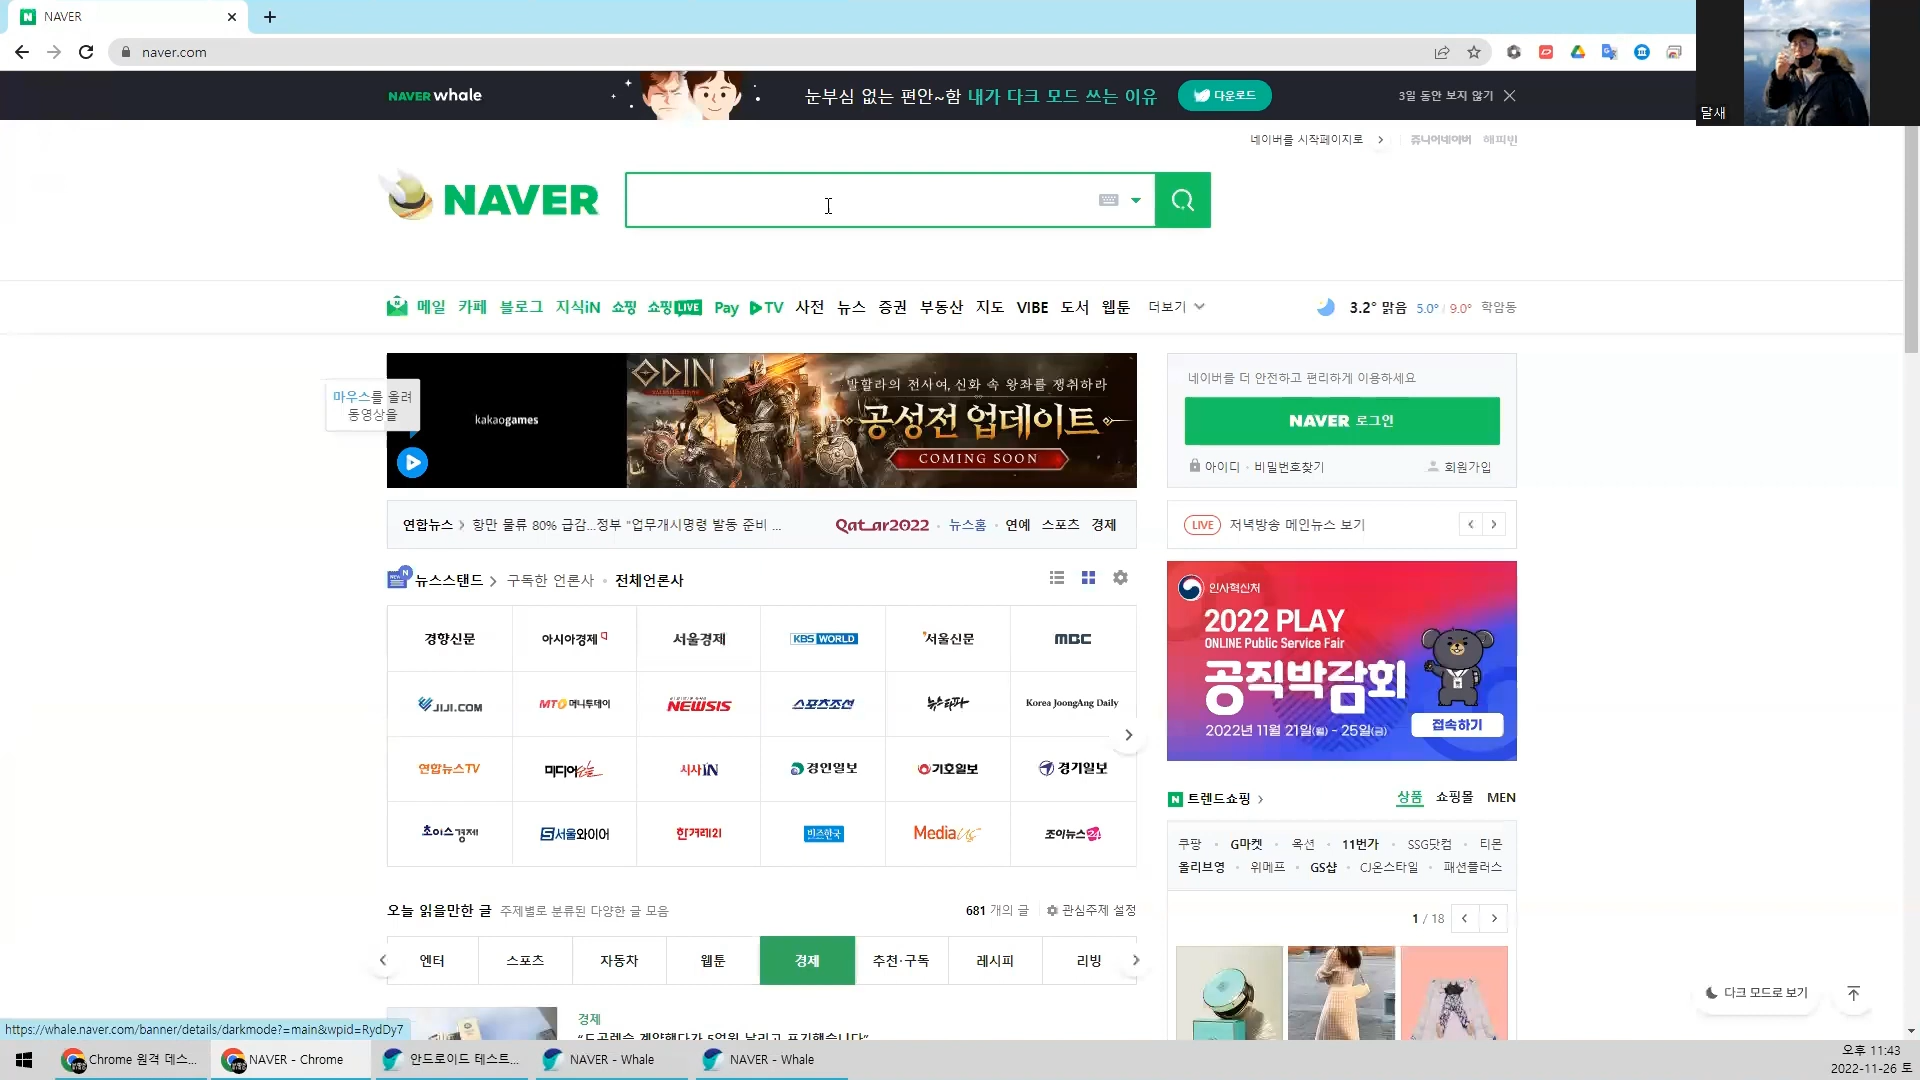 NAVER
naver.com
NAVER whale
눈부심 없는 편안~함 내가 다크 모드 쓰는 이유
다운로드
3일 동안 보지 않기
달새
네이버를 시작페이지로
쥬니어네이버 해피빈
NAVER
메일 카페 블로그 지식iN 쇼핑 쇼핑LIVE Pay TV 사전 뉴스 증권 부동산 지도 VIBE 도서 웹툰 더보기
3.2° 맑음 5.0° / 9.0° 학암동
마우스를 올려
동영상을
kakaogames
ODIN
발할라의 전사여, 신화 속 왕좌를 쟁취하라
공성전 업데이트
COMING SOON
네이버를 더 안전하고 편리하게 이용하세요
NAVER 로그인
아이디 · 비밀번호찾기
회원가입
연합뉴스 항만 물류 80% 급감...정부 "업무개시명령 발동 준비 ...
Qatar2022 · 뉴스홈 · 연예 스포츠 경제
LIVE 저녁방송 메인뉴스 보기
뉴스스탠드 구독한 언론사 · 전체언론사
경향신문 아시아경제 서울경제 KBS WORLD 서울신문 MBC
JIJI.COM MT머니투데이 NEWSIS 스포츠조선 뉴스타파 Korea JoongAng Daily
연합뉴스TV 미디어오늘 시사IN 경인일보 기호일보 경기일보
초이스경제 서울와이어 한겨레21 비즈한국 Mediaus 조이뉴스24
인사혁신처
2022 PLAY
ONLINE Public Service Fair
공직박람회
2022년 11월 21일(월) - 25일(금)
접속하기
트렌드쇼핑
상품 쇼핑몰 MEN
쿠팡 · G마켓 · 옥션 · 11번가 · SSG닷컴 · 티몬
올리브영 · 위메프 · GS샵 · CJ온스타일 · 패션플러스
1 / 18
오늘 읽을만한 글 주제별로 분류된 다양한 글 모음
681 개의 글 관심주제 설정
엔터 스포츠 자동차 웹툰 경제 추천·구독 레시피 리빙
경제
다크 모드로 보기
https://whale.naver.com/banner/details/darkmode?=main&wpid=RydDy7
Chrome 원격 데스...
NAVER - Chrome
안드로이드 테스트...
NAVER - Whale
NAVER - Whale
오후 11:43
2022-11-26 토